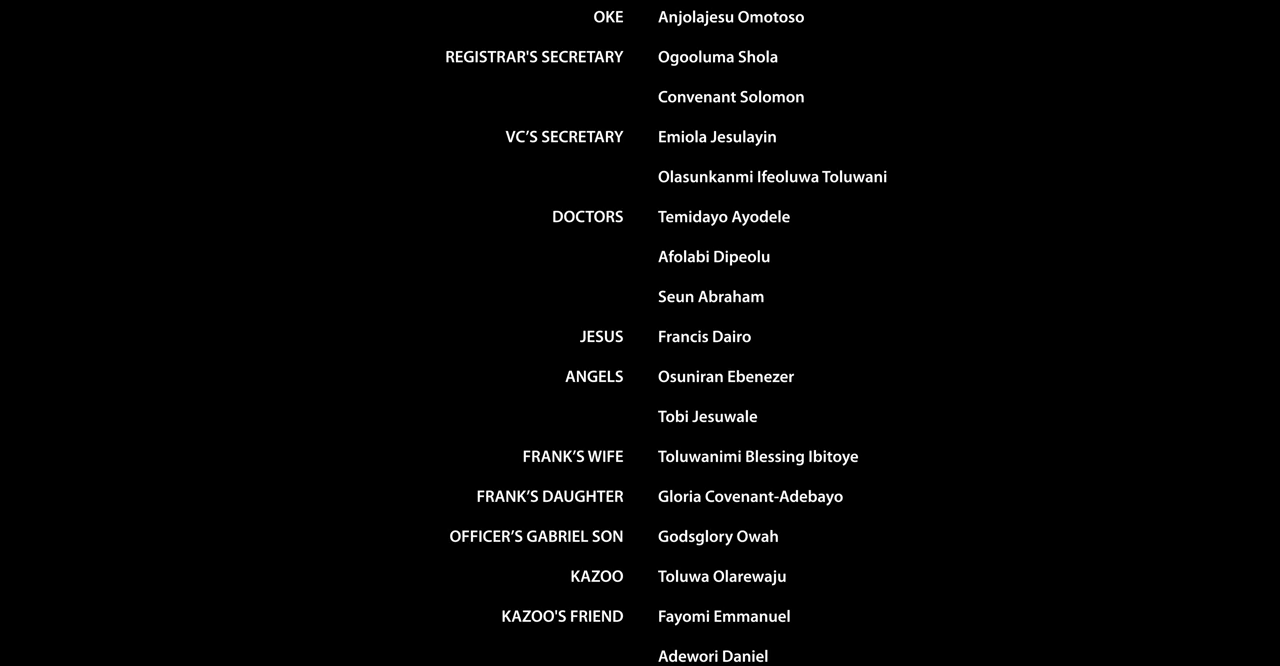 OKE Anjolajesu Omotoso
REGISTRAR'S SECRETARY Ogooluma Shola
Convenant Solomon
VC’S SECRETARY Emiola Jesulayin
Olasunkanmi Ifeoluwa Toluwani
DOCTORS Temidayo Ayodele
Afolabi Dipeolu
Seun Abraham
JESUS Francis Dairo
ANGELS Osuniran Ebenezer
Tobi Jesuwale
FRANK’S WIFE Toluwanimi Blessing Ibitoye
FRANK’S DAUGHTER Gloria Covenant-Adebayo
OFFICER’S GABRIEL SON Godsglory Owah
KAZOO Toluwa Olarewaju
KAZOO'S FRIEND Fayomi Emmanuel
Adewori Daniel